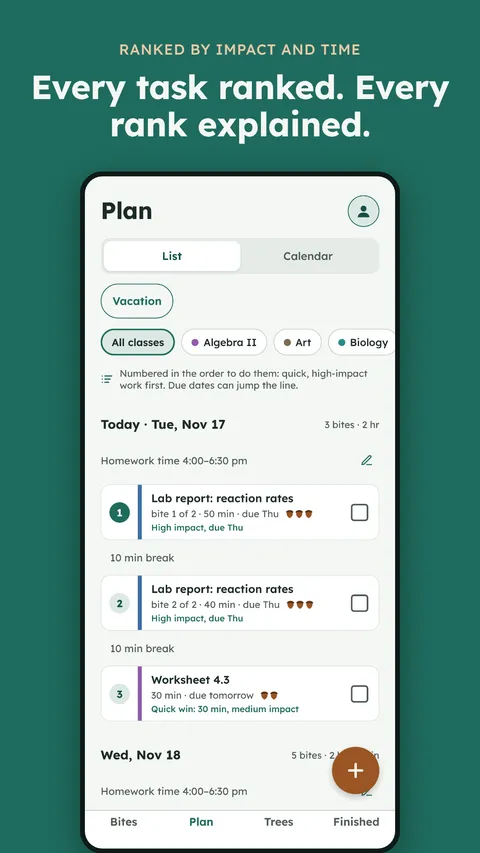 RANKED BY IMPACT AND TIME
Every task ranked. Every
rank explained.
Plan
List
Calendar
Vacation
All classes
Algebra II
Art
Biology
Numbered in the order to do them: quick, high-impact
work first. Due dates can jump the line.
Today · Tue, Nov 17
3 bites · 2 hr
Homework time 4:00–6:30 pm
1
Lab report: reaction rates
bite 1 of 2 · 50 min · due Thu
High impact, due Thu
10 min break
2
Lab report: reaction rates
bite 2 of 2 · 40 min · due Thu
High impact, due Thu
10 min break
3
Worksheet 4.3
30 min · due tomorrow
Quick win: 30 min, medium impact
Wed, Nov 18
5 bites · 2
Homework time 4:00–6:30 pm
Bites
Plan
Trees
Finished